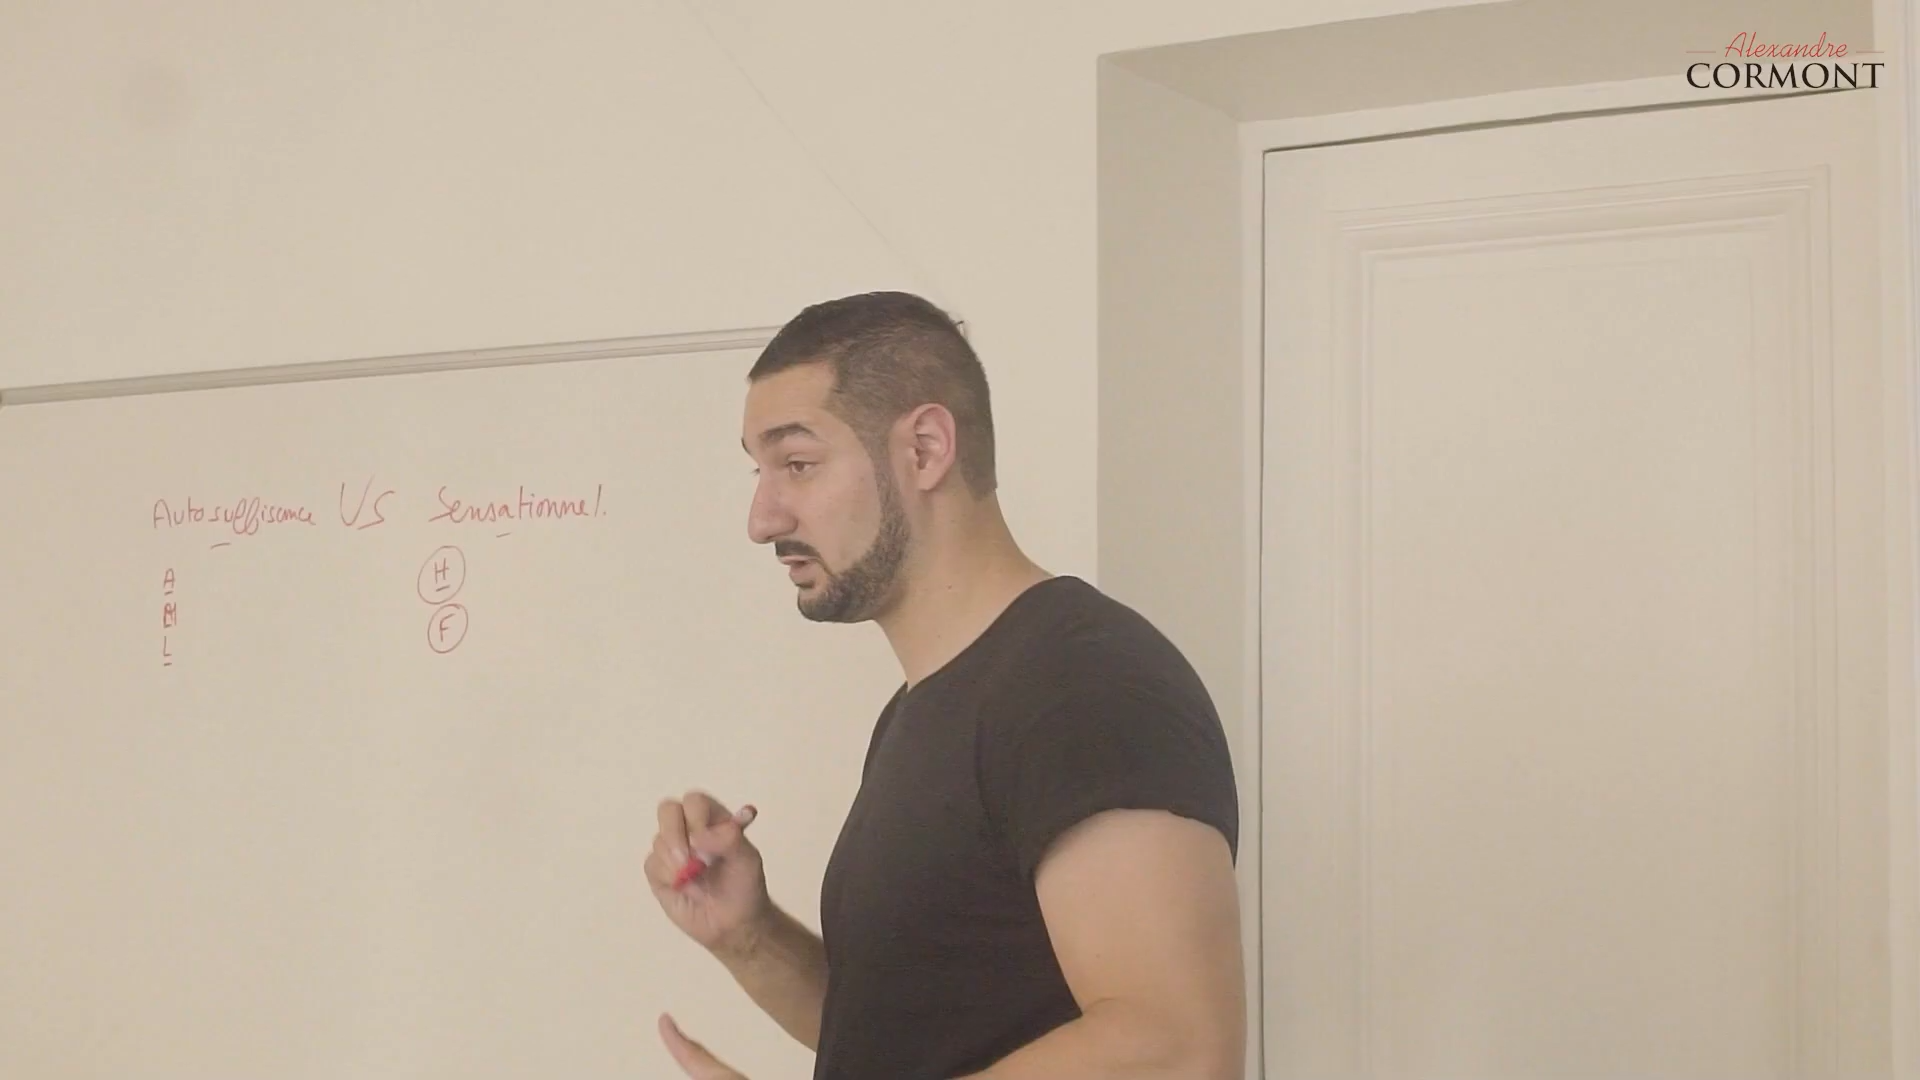 Alexandre
CORMONT
Autosuffisance VS Sensationnel.
A H
F
L